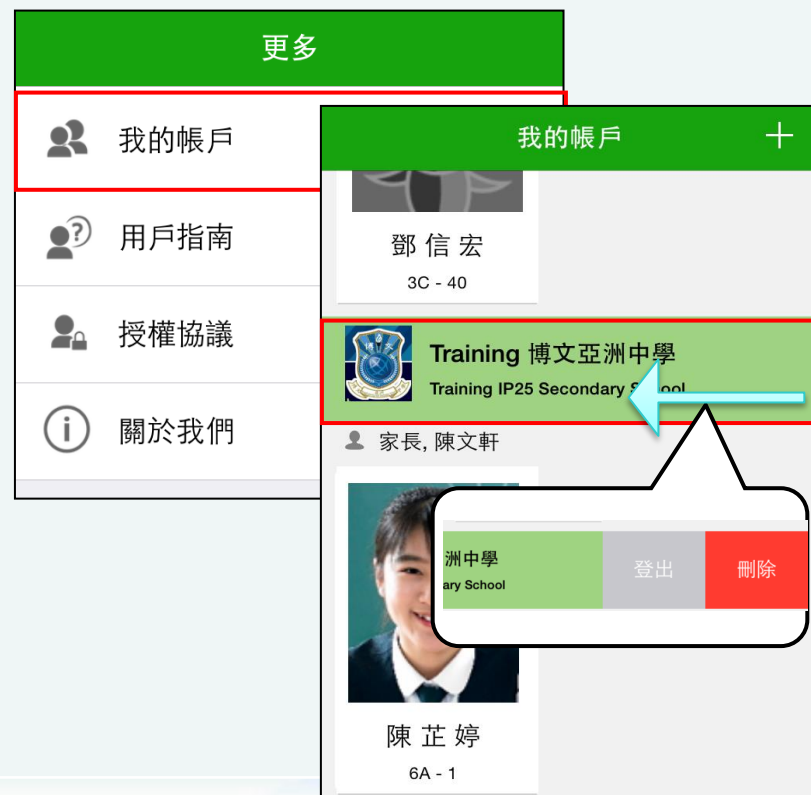 更多
我的帳戶
用戶指南
授權協議
關於我們
我的帳戶
鄧信宏
3C - 40
Training 博文亞洲中學
Training IP25 Secondary School
家長, 陳文軒
洲中學
ary School
登出
刪除
陳芷婷
6A - 1